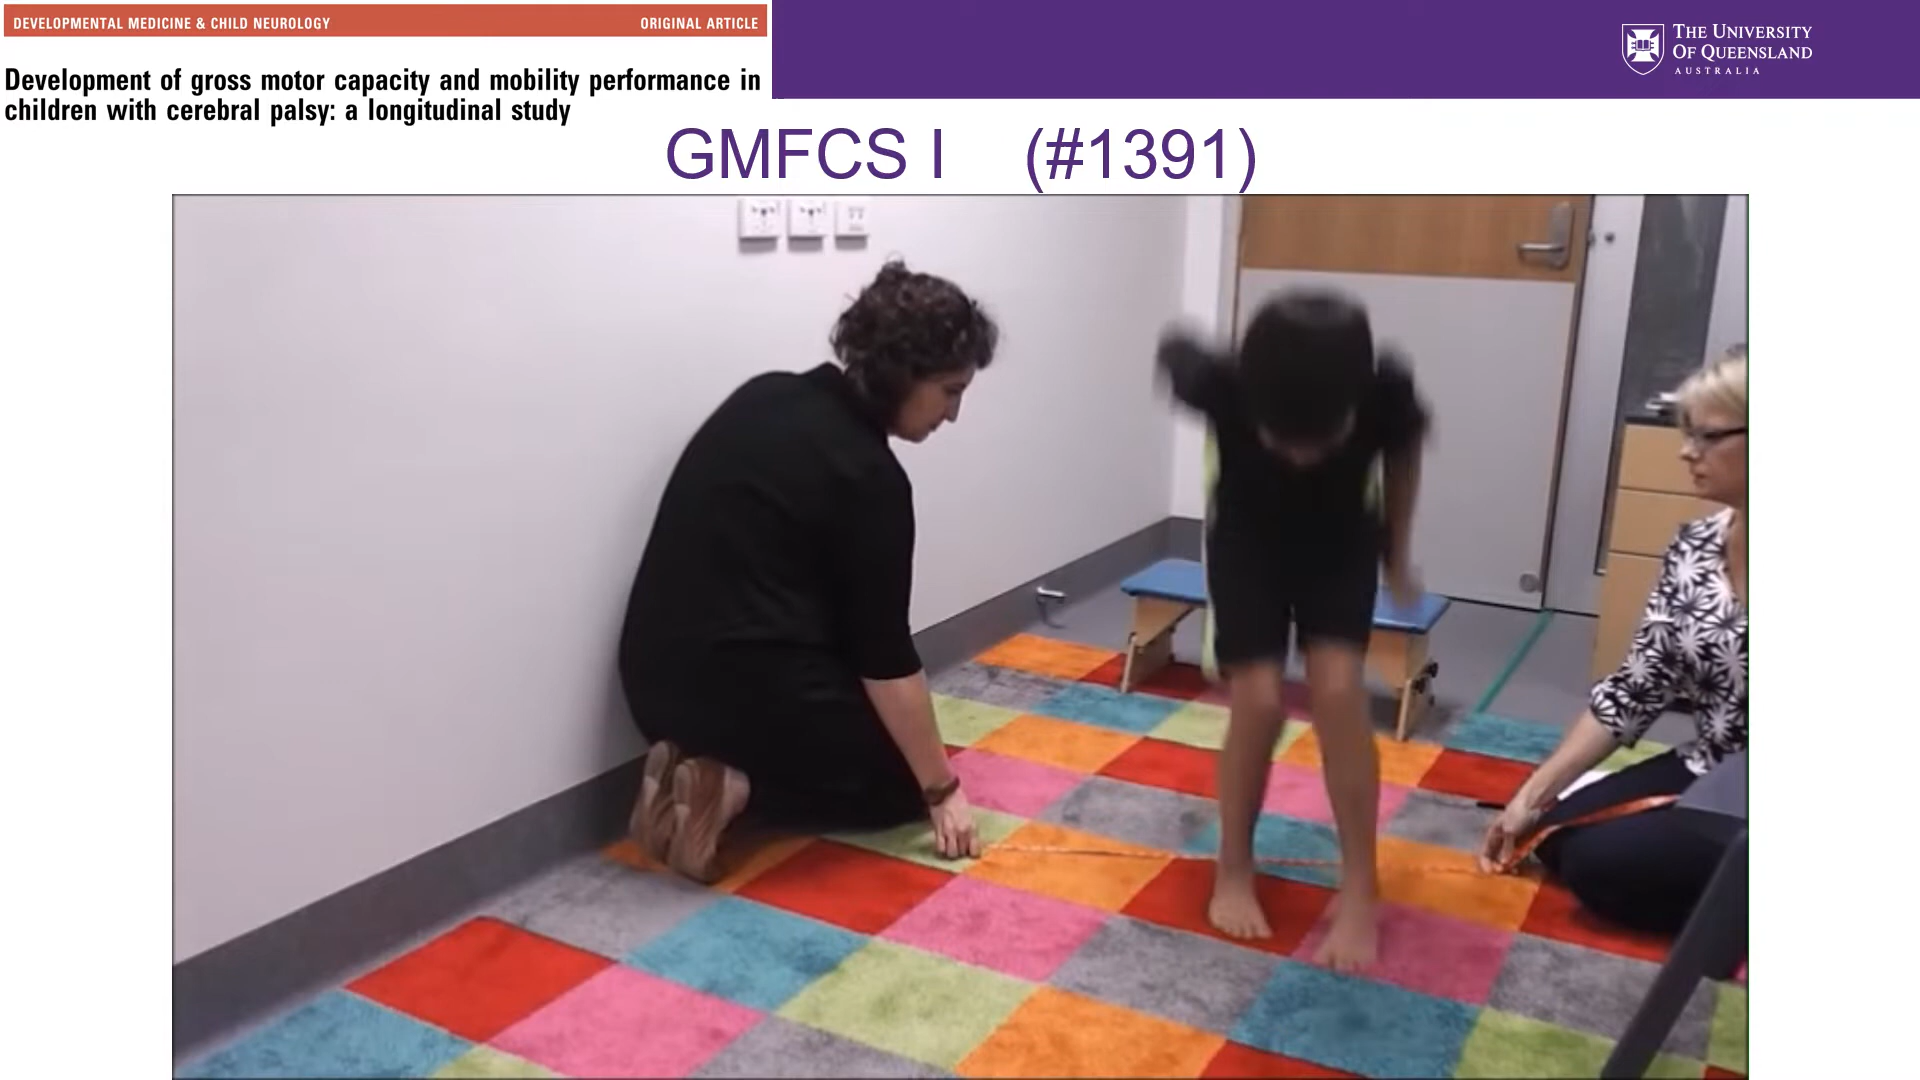 DEVELOPMENTAL MEDICINE & CHILD NEUROLOGY ORIGINAL ARTICLE
Development of gross motor capacity and mobility performance in
children with cerebral palsy: a longitudinal study
THE UNIVERSITY
OF QUEENSLAND
AUSTRALIA
GMFCS I (#1391)